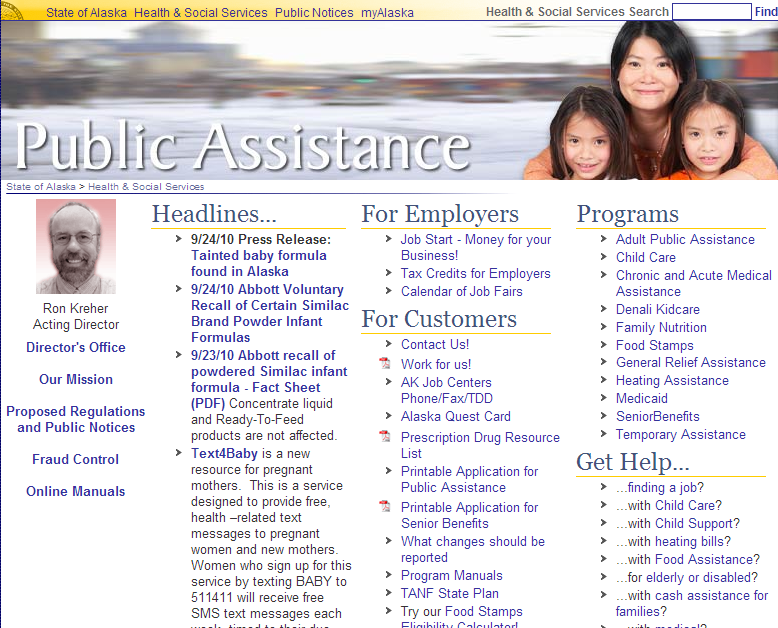 State of Alaska Health & Social Services Public Notices myAlaska
Health & Social Services Search Find
Public Assistance
State of Alaska > Health & Social Services
Ron Kreher
Acting Director
Director's Office
Our Mission
Proposed Regulations
and Public Notices
Fraud Control
Online Manuals
Headlines...
9/24/10 Press Release:
Tainted baby formula
found in Alaska
9/24/10 Abbott Voluntary
Recall of Certain Similac
Brand Powder Infant
Formulas
9/23/10 Abbott recall of
powdered Similac infant
formula - Fact Sheet
(PDF) Concentrate liquid
and Ready-To-Feed
products are not affected.
Text4Baby is a new
resource for pregnant
mothers. This is a service
designed to provide free,
health –related text
messages to pregnant
women and new mothers.
Women who sign up for this
service by texting BABY to
511411 will receive free
SMS text messages each
week, timed to their due
For Employers
Job Start - Money for your
Business!
Tax Credits for Employers
Calendar of Job Fairs
For Customers
Contact Us!
Work for us!
AK Job Centers
Phone/Fax/TDD
Alaska Quest Card
Prescription Drug Resource
List
Printable Application for
Public Assistance
Printable Application for
Senior Benefits
What changes should be
reported
Program Manuals
TANF State Plan
Try our Food Stamps
Eligibility Calculator!
Programs
Adult Public Assistance
Child Care
Chronic and Acute Medical
Assistance
Denali Kidcare
Family Nutrition
Food Stamps
General Relief Assistance
Heating Assistance
Medicaid
SeniorBenefits
Temporary Assistance
Get Help...
...finding a job?
...with Child Care?
...with Child Support?
...with heating bills?
...with Food Assistance?
...for elderly or disabled?
...with cash assistance for
families?
...with medical?